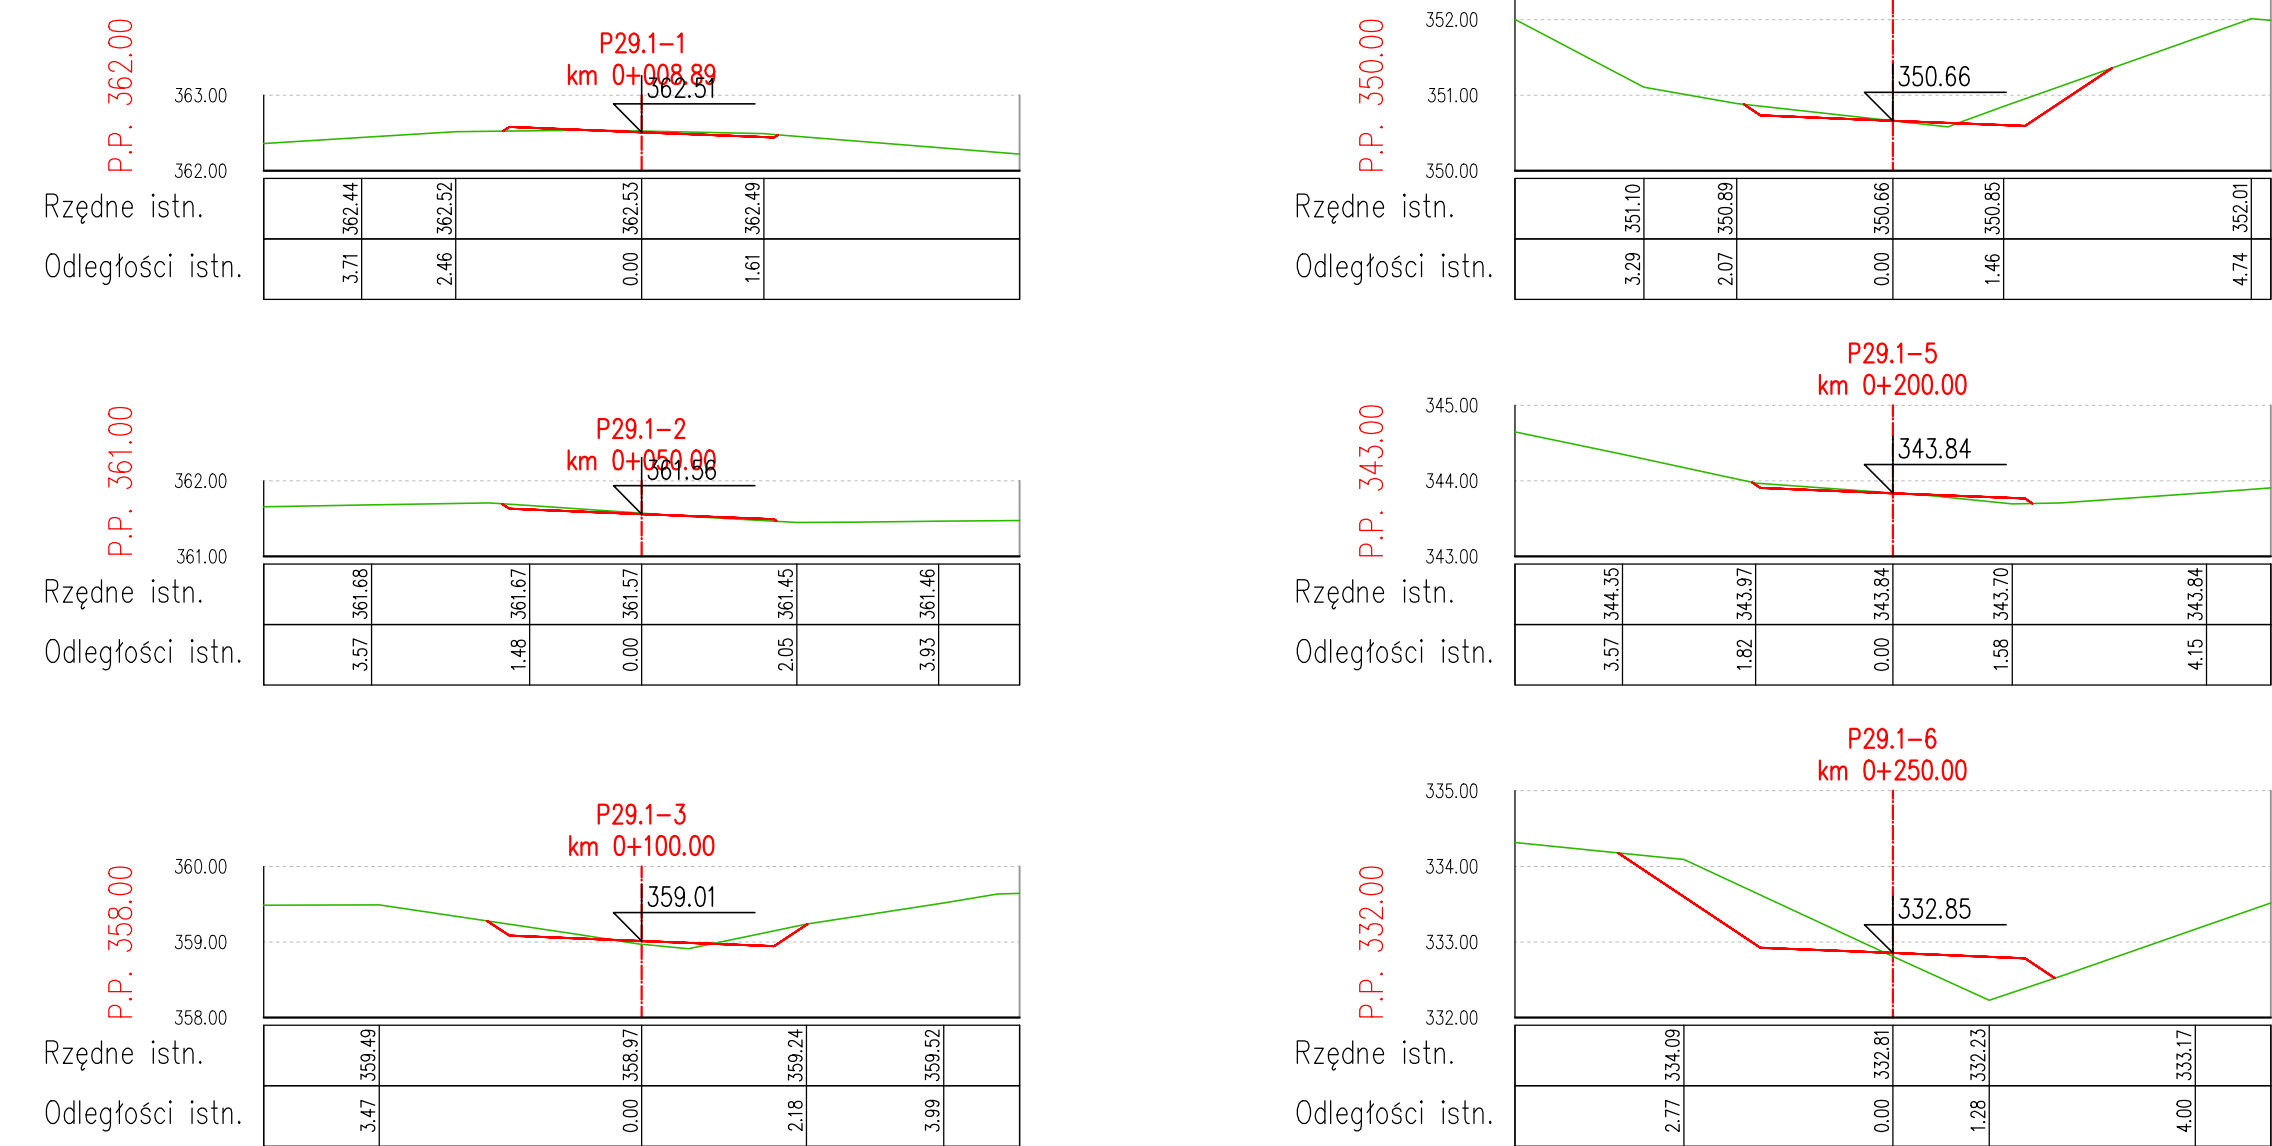 P29.1-1
km 0+008.89
P.P. 362.00
363.00
362.51
362.00
Rzędne istn.
362.44 362.52 362.53 362.49
Odległości istn.
3.71 2.46 0.00 1.61
P29.1-2
km 0+050.00
P.P. 361.00
362.00
361.56
361.00
Rzędne istn.
361.68 361.67 361.57 361.45 361.46
Odległości istn.
3.57 1.48 0.00 2.05 3.93
P29.1-3
km 0+100.00
P.P. 358.00
360.00
359.01
359.00
358.00
Rzędne istn.
359.49 358.97 359.24 359.52
Odległości istn.
3.47 0.00 2.18 3.99
P.P. 350.00
352.00
350.66
351.00
350.00
Rzędne istn.
351.10 350.89 350.66 350.85 352.01
Odległości istn.
3.29 2.07 0.00 1.46 4.74
P29.1-5
km 0+200.00
P.P. 343.00
345.00
343.84
344.00
343.00
Rzędne istn.
344.35 343.97 343.84 343.70 343.84
Odległości istn.
3.57 1.82 0.00 1.58 4.15
P29.1-6
km 0+250.00
P.P. 332.00
335.00
334.00
332.85
333.00
332.00
Rzędne istn.
334.09 332.81 332.23 333.17
Odległości istn.
2.77 0.00 1.28 4.00